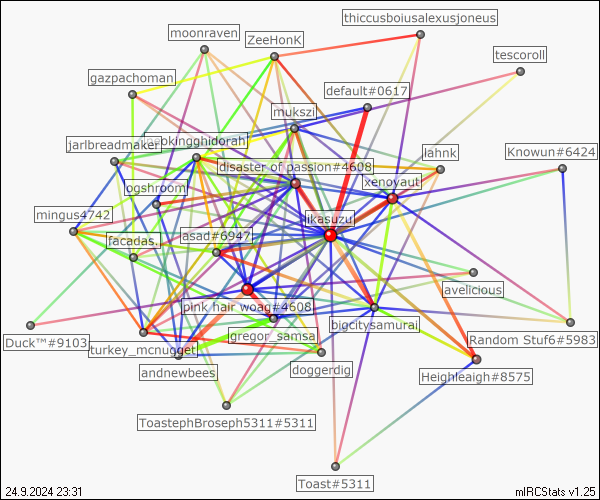 thiccusboiusalexusjoneus
moonraven
ZeeHonK
tescoroll
gazpachoman
default#0617
mukszi
jarlbreadmaker
okingghidorah
lahnk
Knowun#6424
disaster of passion#4608
xenoyaut
ogshroom
mingus4742
likasuzu
facadas.
asad#6947
avelicious
pink hair woag#4608
bigcitysamurai
gregor_samsa
Duck™#9103
turkey_mcnugget
Random Stuf6#5983
andnewbees
doggerdig
Heighleaigh#8575
ToastephBroseph5311#5311
Toast#5311
24.9.2024 23:31
mIRCStats v1.25